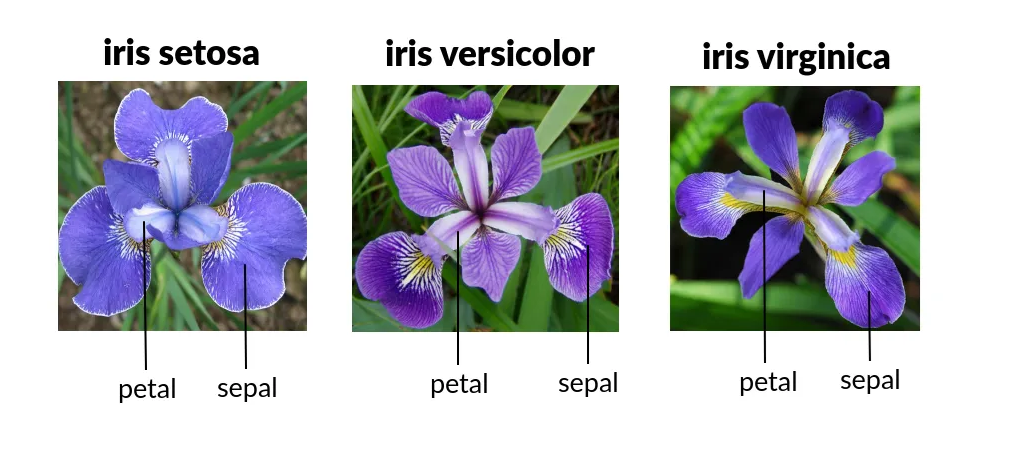 iris setosa
iris versicolor
iris virginica
petal
sepal
petal
sepal
petal
sepal